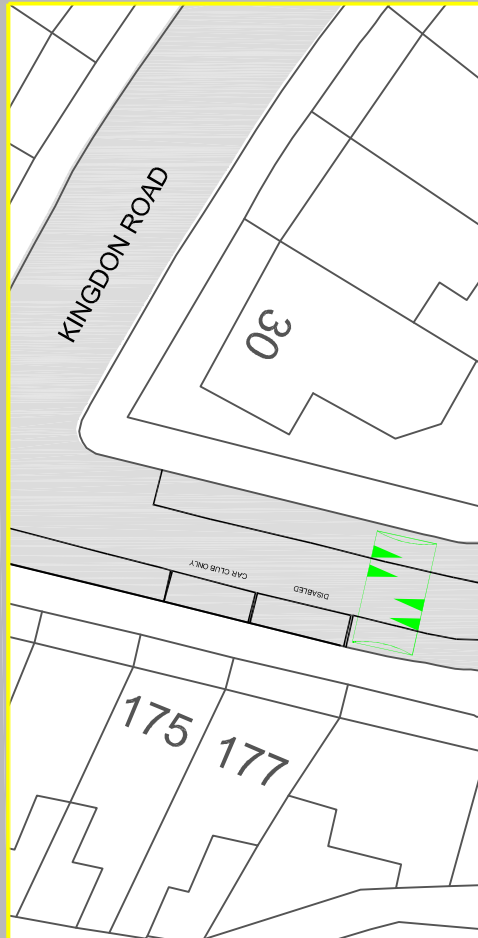 KINGDON ROAD
30
CAR CLUB ONLY
DISABLED
175
177